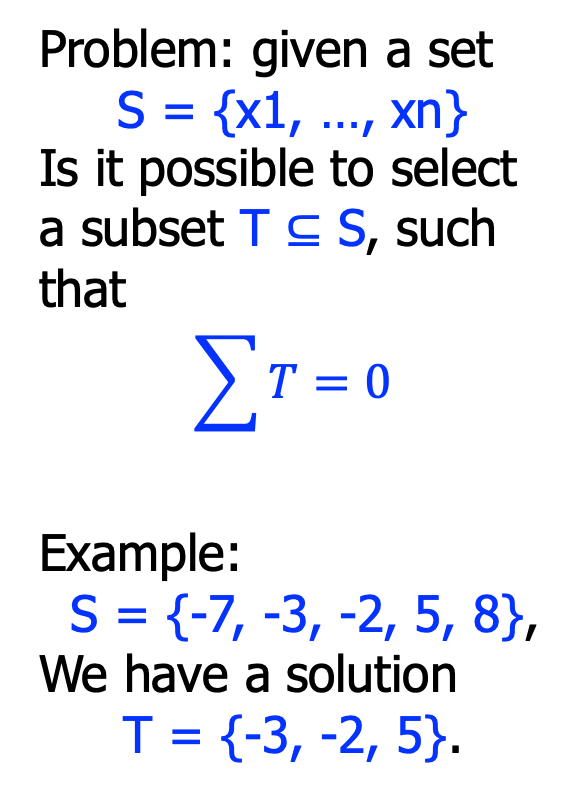 Problem: given a set
S = {x1, ..., xn}
Is it possible to select
a subset T ⊆ S, such
that
∑ T = 0
Example:
S = {-7, -3, -2, 5, 8},
We have a solution
T = {-3, -2, 5}.